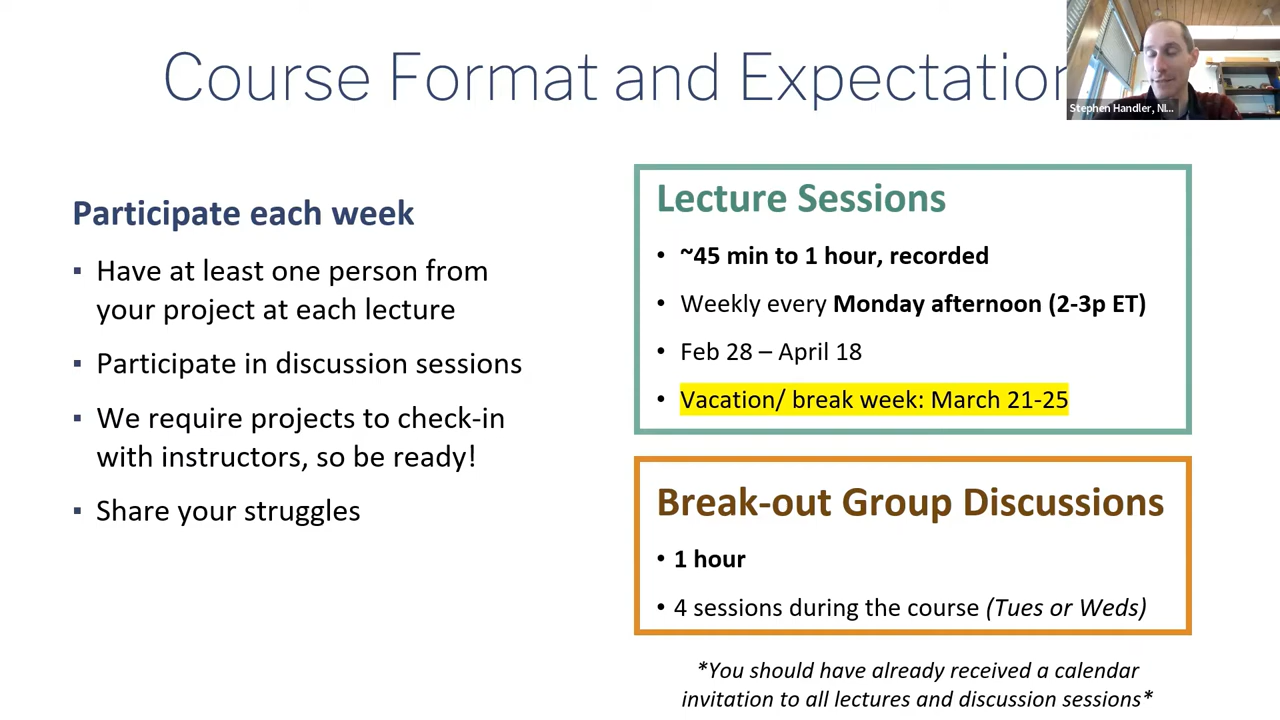 Course Format and Expectation
Stephen Handler, NI...
Participate each week
▪ Have at least one person from
your project at each lecture
▪ Participate in discussion sessions
▪ We require projects to check-in
with instructors, so be ready!
▪ Share your struggles
Lecture Sessions
• ~45 min to 1 hour, recorded
• Weekly every Monday afternoon (2-3p ET)
• Feb 28 – April 18
• Vacation/ break week: March 21-25
Break-out Group Discussions
• 1 hour
• 4 sessions during the course (Tues or Weds)
*You should have already received a calendar
invitation to all lectures and discussion sessions*